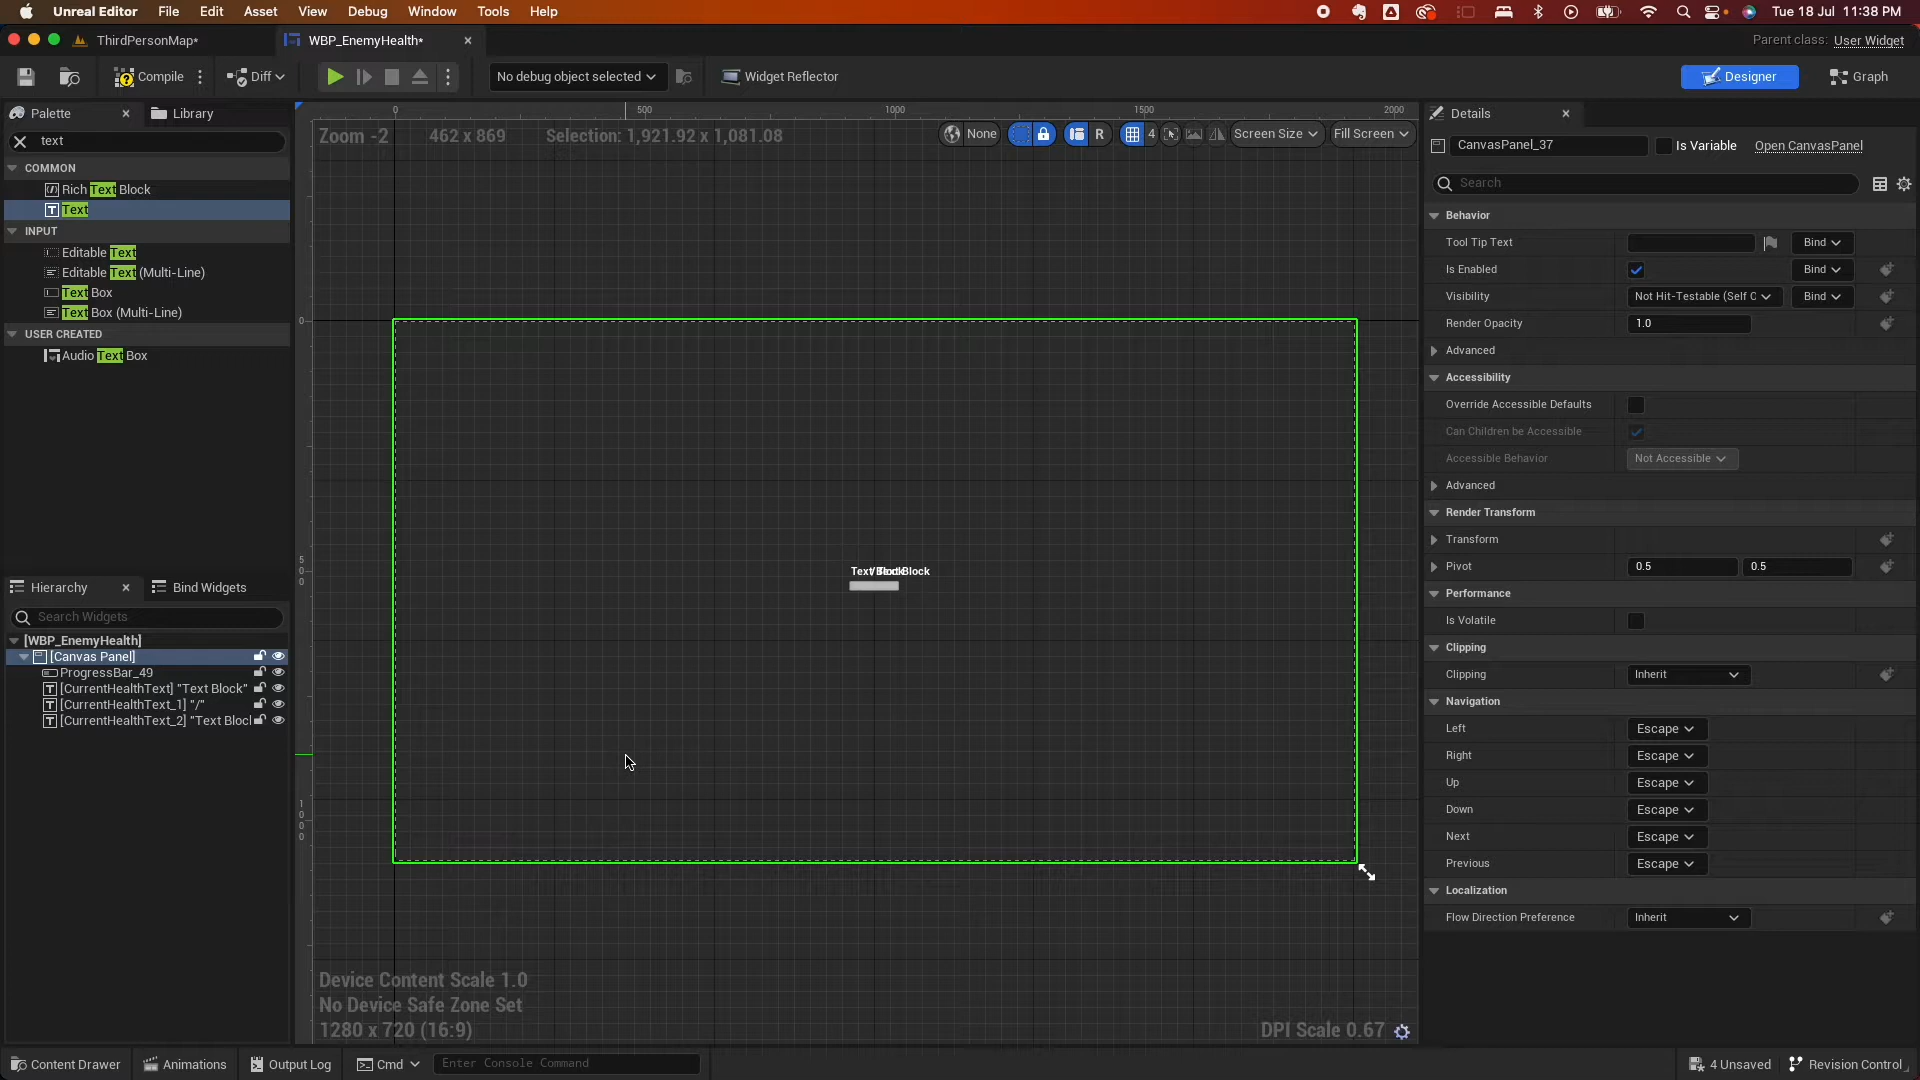 Unreal Editor File Edit Asset View Debug Window Tools Help Tue 18 Jul 11:38 PM
ThirdPersonMap* WBP_EnemyHealth* Parent class: User Widget
Compile Diff No debug object selected Widget Reflector Designer Graph
Palette Library
text
COMMON
Rich Text Block
Text
INPUT
Editable Text
Editable Text (Multi-Line)
Text Box
Text Box (Multi-Line)
USER CREATED
Audio Text Box
Hierarchy Bind Widgets
Search Widgets
[WBP_EnemyHealth]
[Canvas Panel]
ProgressBar_49
[CurrentHealthText] "Text Block"
[CurrentHealthText_1] "/"
[CurrentHealthText_2] "Text Bloc
0 500 1000 1500 2000
Zoom -2 462 x 869 Selection: 1,921.92 x 1,081.08
None R 4 Screen Size Fill Screen
0
500
1000
Text Block
Device Content Scale 1.0
No Device Safe Zone Set
1280 x 720 (16:9)
DPI Scale 0.67
Details
CanvasPanel_37 Is Variable Open CanvasPanel
Search
Behavior
Tool Tip Text Bind
Is Enabled Bind
Visibility Not Hit-Testable (Self C Bind
Render Opacity 1.0
Advanced
Accessibility
Override Accessible Defaults
Can Children be Accessible
Accessible Behavior Not Accessible
Advanced
Render Transform
Transform
Pivot 0.5 0.5
Performance
Is Volatile
Clipping
Clipping Inherit
Navigation
Left Escape
Right Escape
Up Escape
Down Escape
Next Escape
Previous Escape
Localization
Flow Direction Preference Inherit
Content Drawer Animations Output Log Cmd Enter Console Command 4 Unsaved Revision Control